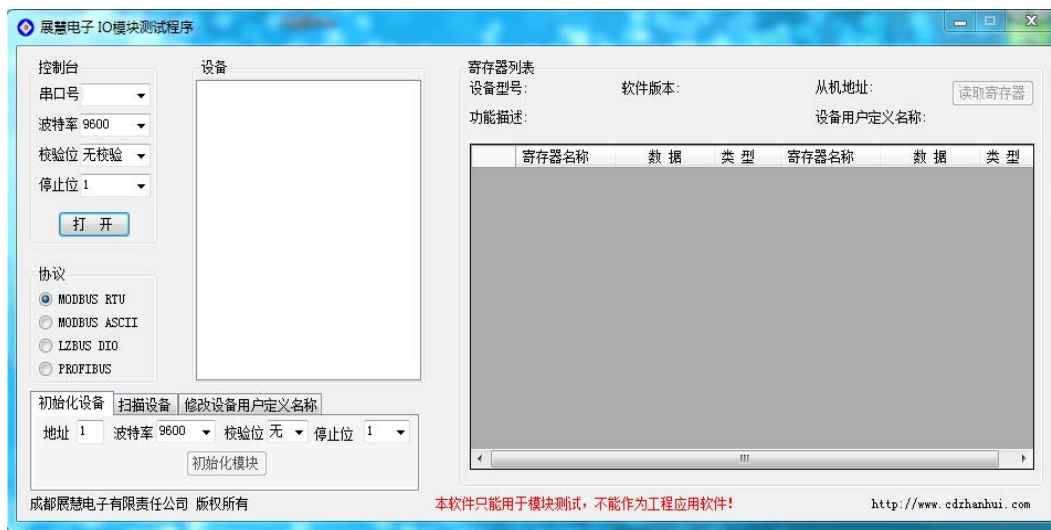 展慧电子 IO模块测试程序
控制台
串口号
波特率 9600
校验位 无校验
停止位 1
打 开
协议
MODBUS RTU
MODBUS ASCII
LZBUS DIO
PROFIBUS
设备
初始化设备 扫描设备 修改设备用户定义名称
地址 1 波特率 9600 校验位 无 停止位 1
初始化模块
寄存器列表
设备型号: 软件版本: 从机地址: 读取寄存器
功能描述: 设备用户定义名称:
寄存器名称 数 据 类 型 寄存器名称 数 据 类 型
成都展慧电子有限责任公司 版权所有 本软件只能用于模块测试，不能作为工程应用软件! http://www.cdzhanhui.com